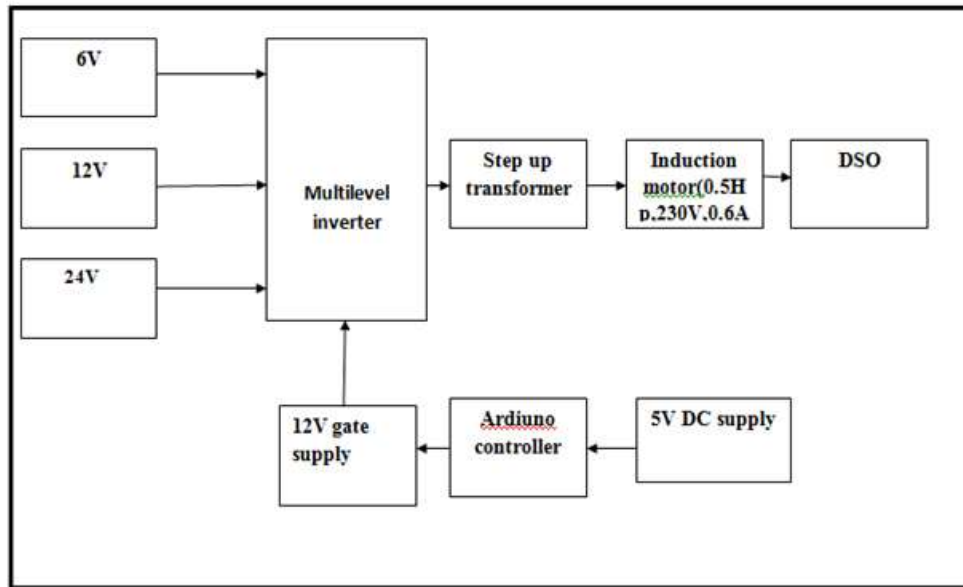 6V
12V
24V
Multilevel
inverter
Step up
transformer
Induction
motor(0.5H
p,230V,0.6A
DSO
12V gate
supply
Ardiuno
controller
5V DC supply